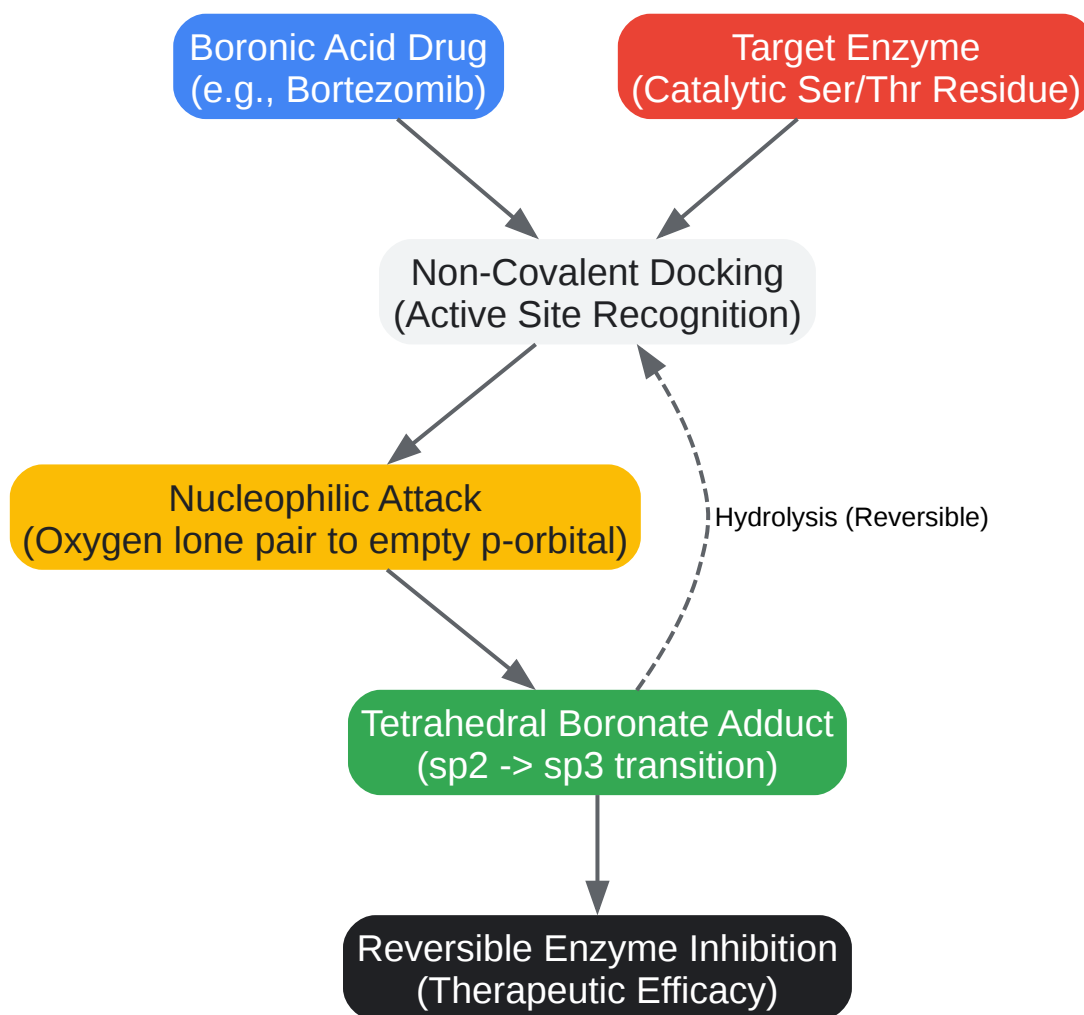 Boronic Acid Drug
(e.g., Bortezomib)
Target Enzyme
(Catalytic Ser/Thr Residue)
Non-Covalent Docking
(Active Site Recognition)
Nucleophilic Attack
(Oxygen lone pair to empty p-orbital)
Hydrolysis (Reversible)
Tetrahedral Boronate Adduct
(sp2 -> sp3 transition)
Reversible Enzyme Inhibition
(Therapeutic Efficacy)